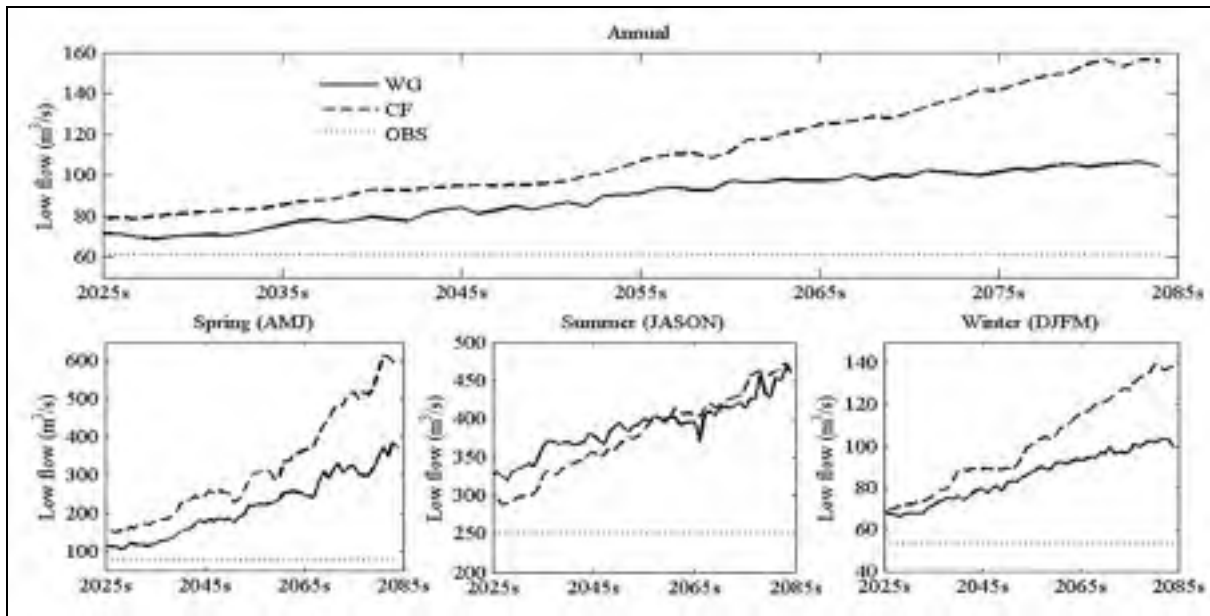 Annual
160
140
120
100
80
60
Low flow (m³/s)
WG
CF
OBS
2025s 2035s 2045s 2055s 2065s 2075s 2085s
Spring (AMJ)
600
500
400
300
200
100
Low flow (m³/s)
2025s 2045s 2065s 2085s
Summer (JASON)
500
450
400
350
300
250
200
Low flow (m³/s)
2025s 2045s 2065s 2085s
Winter (DJFM)
140
120
100
80
60
40
Low flow (m³/s)
2025s 2045s 2065s 2085s